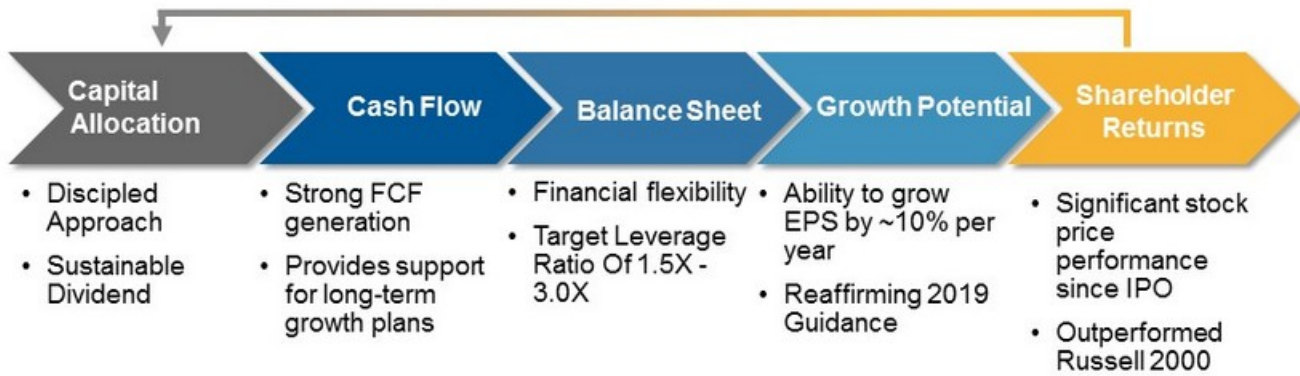 Capital
Allocation
Cash Flow
Balance Sheet
Growth Potential
Shareholder
Returns
• Discipled
Approach
• Sustainable
Dividend
• Strong FCF
generation
• Provides support
for long-term
growth plans
• Financial flexibility
• Target Leverage
Ratio Of 1.5X -
3.0X
• Ability to grow
EPS by ~10% per
year
• Reaffirming 2019
Guidance
• Significant stock
price
performance
since IPO
• Outperformed
Russell 2000